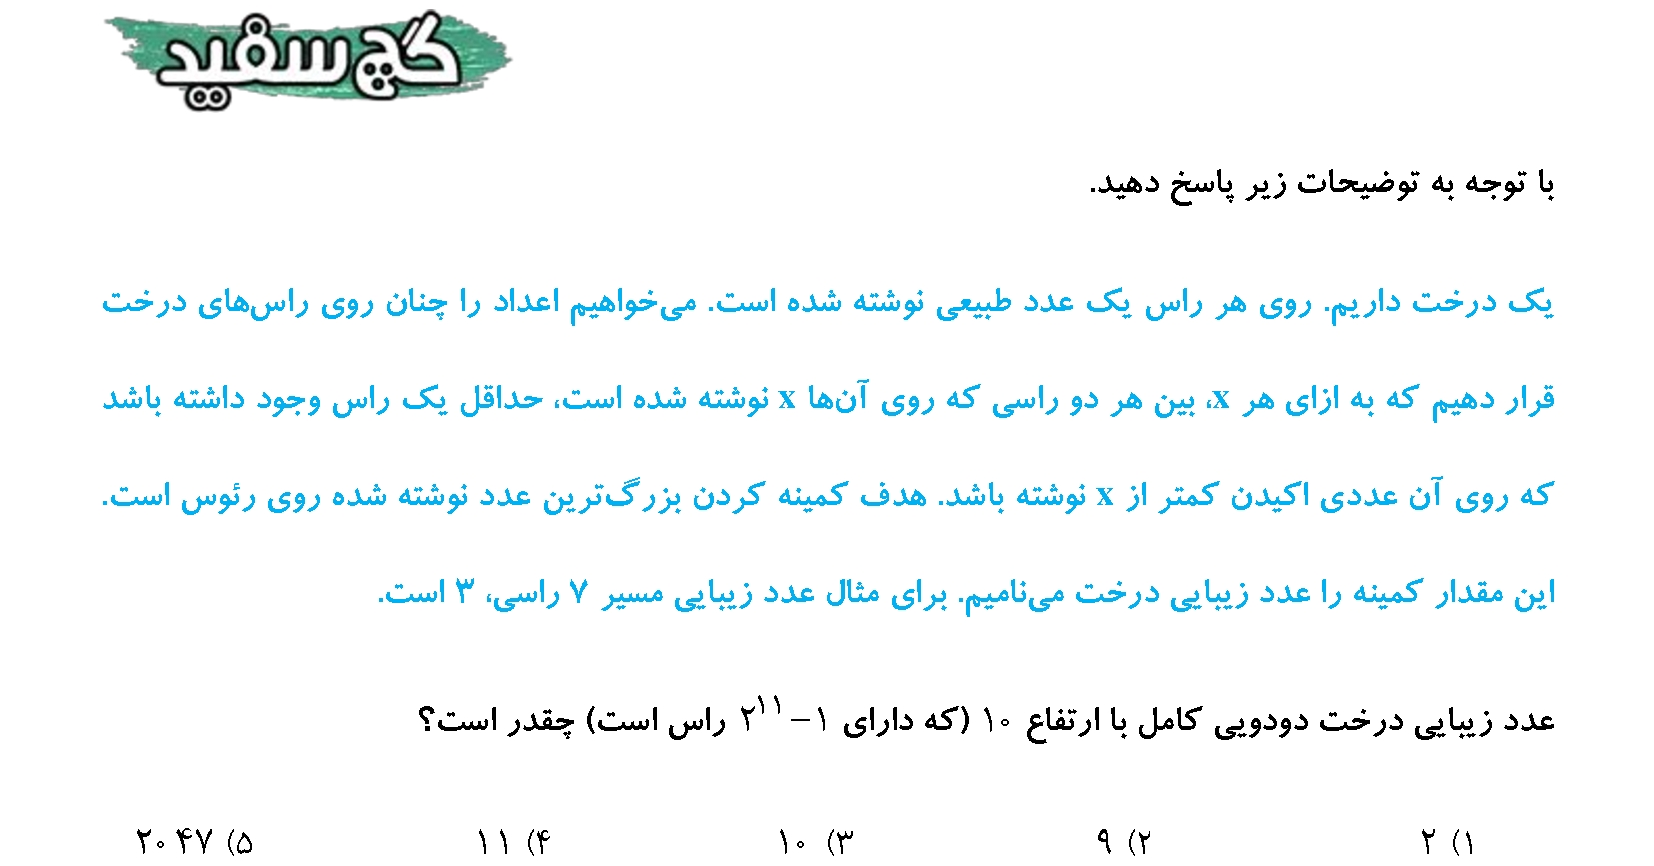 گچ سفید
با توجه به توضیحات زیر پاسخ دهید.
یک درخت داریم. روی هر راس یک عدد طبیعی نوشته شده است. می‌خواهیم اعداد را چنان روی راس‌های درخت
قرار دهیم که به ازای هر x، بین هر دو راسی که روی آن‌ها x نوشته شده است، حداقل یک راس وجود داشته باشد
که روی آن عددی اکیدن کمتر از x نوشته باشد. هدف کمینه کردن بزرگ‌ترین عدد نوشته شده روی رئوس است.
این مقدار کمینه را عدد زیبایی درخت می‌نامیم. برای مثال عدد زیبایی مسیر ۷ راسی، ۳ است.
عدد زیبایی درخت دودویی کامل با ارتفاع ۱۰ (که دارای ۲^۱۱ − ۱ راس است) چقدر است؟
۱) ۲ ۲) ۹ ۳) ۱۰ ۴) ۱۱ ۵) ۲۰۴۷